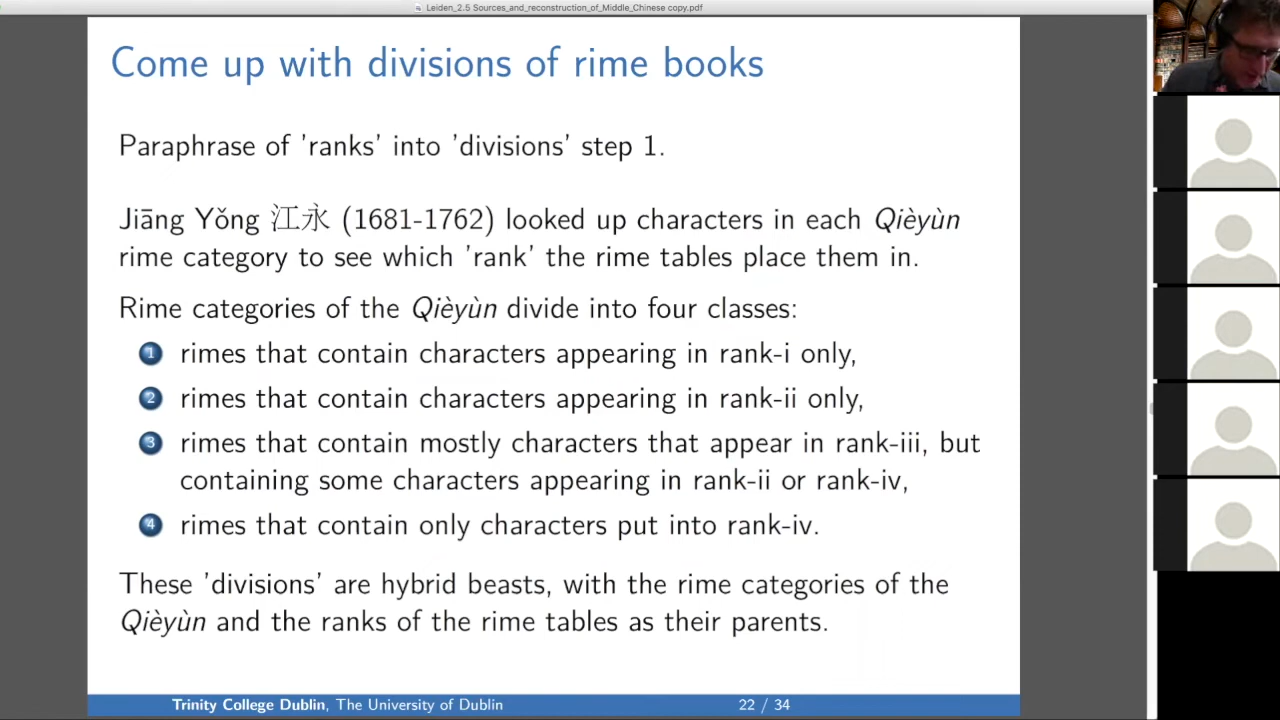 Leiden_2.5 Sources_and_reconstruction_of_Middle_Chinese copy.pdf
Come up with divisions of rime books
Paraphrase of 'ranks' into 'divisions' step 1.
Jiāng Yǒng 江永 (1681-1762) looked up characters in each Qièyùn
rime category to see which 'rank' the rime tables place them in.
Rime categories of the Qièyùn divide into four classes:
1 rimes that contain characters appearing in rank-i only,
2 rimes that contain characters appearing in rank-ii only,
3 rimes that contain mostly characters that appear in rank-iii, but
containing some characters appearing in rank-ii or rank-iv,
4 rimes that contain only characters put into rank-iv.
These 'divisions' are hybrid beasts, with the rime categories of the
Qièyùn and the ranks of the rime tables as their parents.
Trinity College Dublin, The University of Dublin 22 / 34